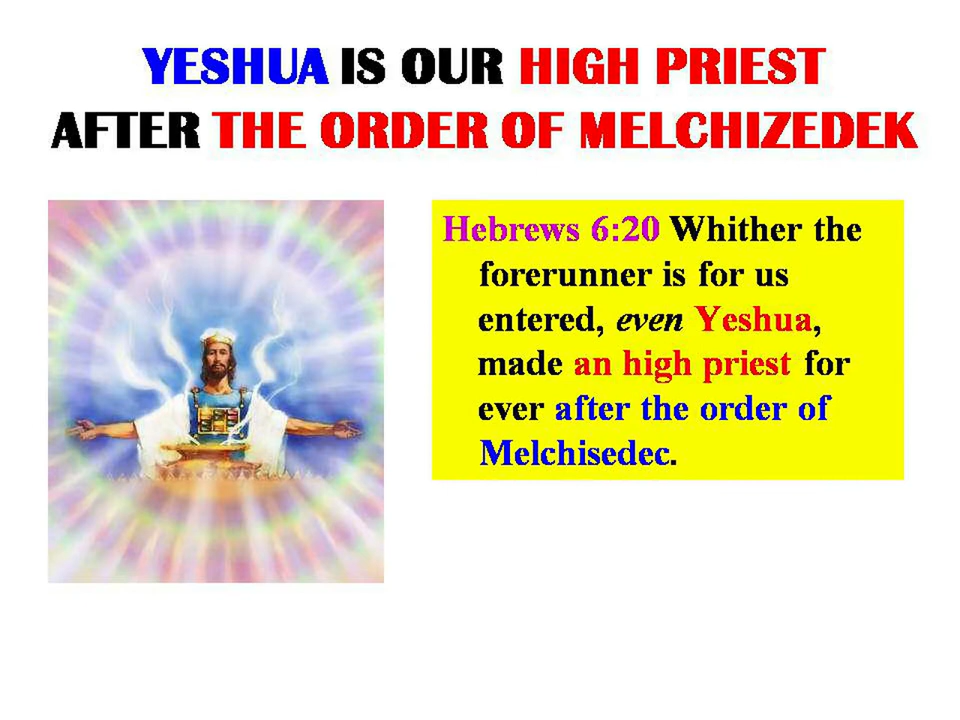 YESHUA IS OUR HIGH PRIEST
AFTER THE ORDER OF MELCHIZEDEK
Hebrews 6:20 Whither the
forerunner is for us
entered, even Yeshua,
made an high priest for
ever after the order of
Melchisedec.